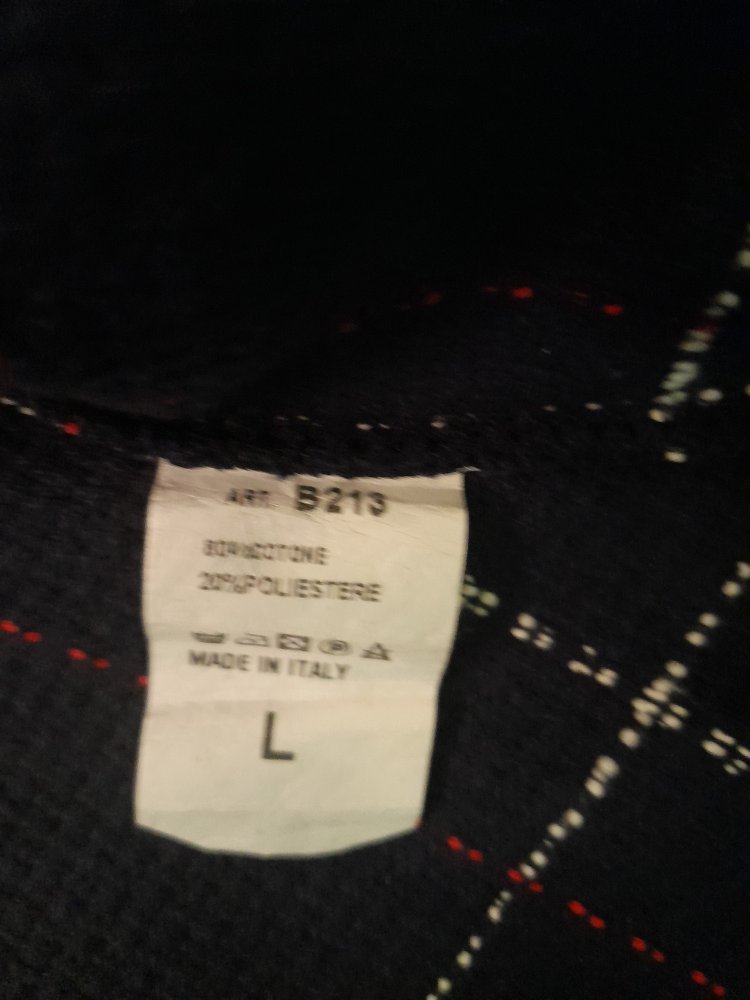 ART. B213
80%COTONE
20%POLIESTERE
MADE IN ITALY
L